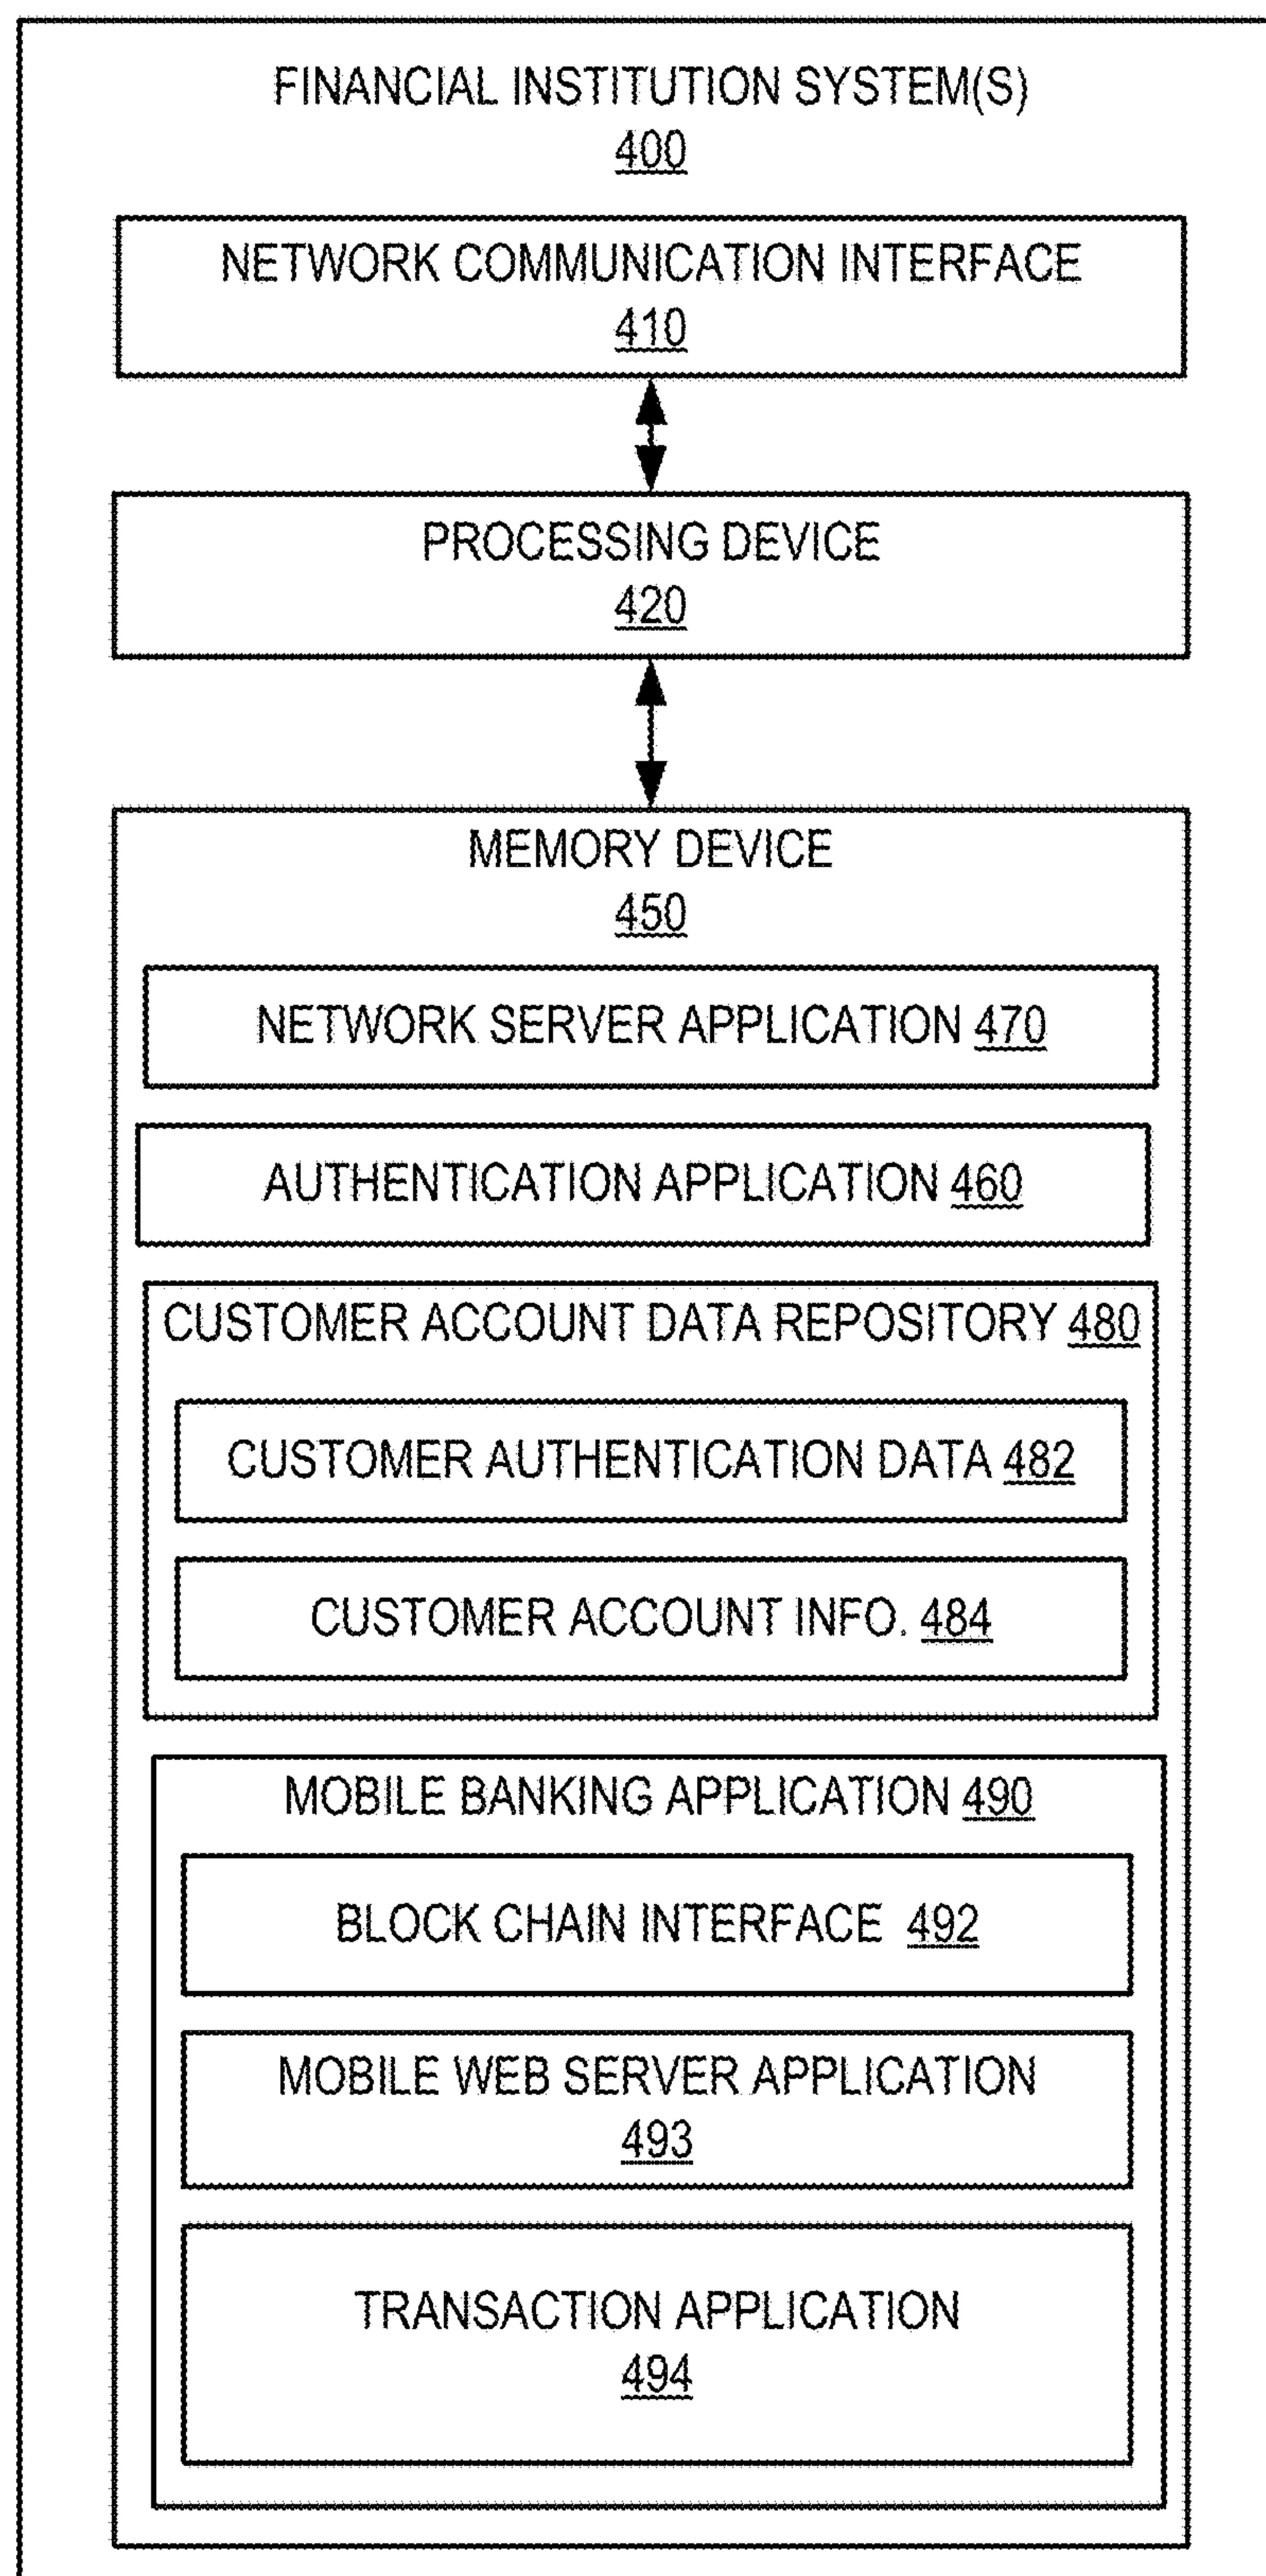 FINANCIAL INSTITUTION SYSTEM(S)
400
NETWORK COMMUNICATION INTERFACE
410
PROCESSING DEVICE
420
MEMORY DEVICE
450
NETWORK SERVER APPLICATION 470
AUTHENTICATION APPLICATION 460
CUSTOMER ACCOUNT DATA REPOSITORY 480
CUSTOMER AUTHENTICATION DATA 482
CUSTOMER ACCOUNT INFO. 484
MOBILE BANKING APPLICATION 490
BLOCK CHAIN INTERFACE 492
MOBILE WEB SERVER APPLICATION
493
TRANSACTION APPLICATION
494